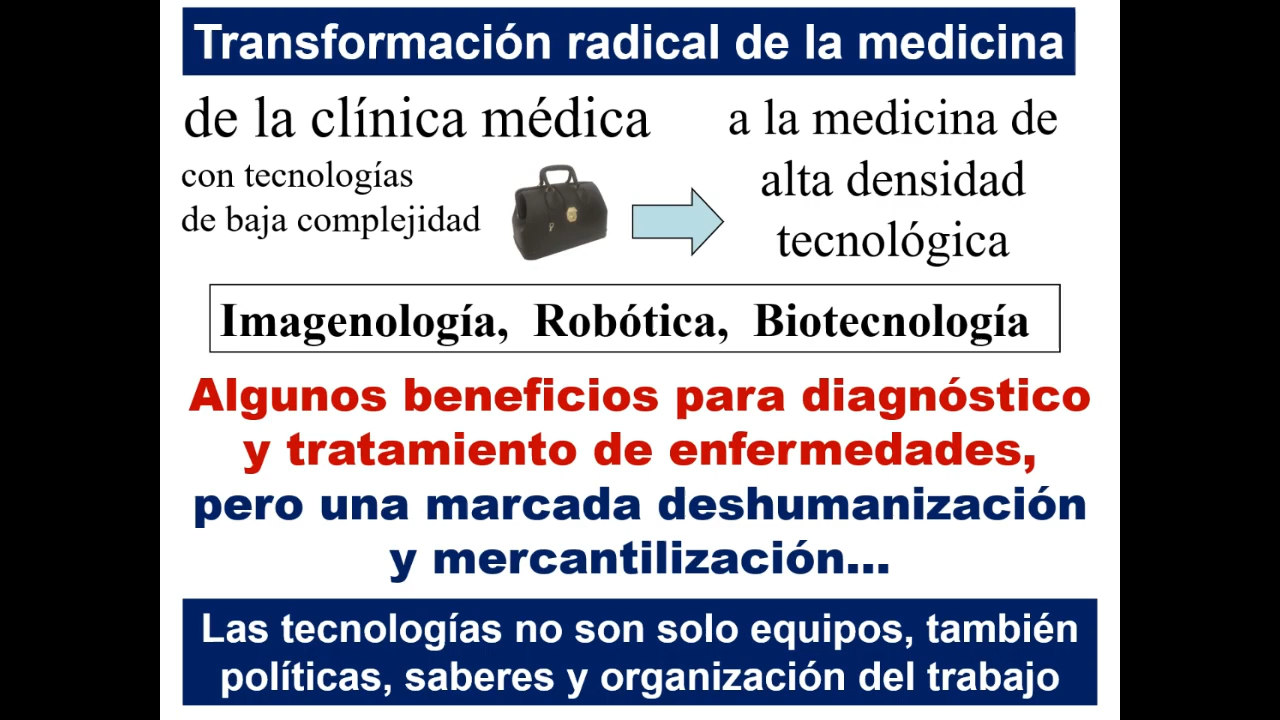 Transformación radical de la medicina
de la clínica médica
con tecnologías
de baja complejidad
a la medicina de
alta densidad
tecnológica
Imagenología, Robótica, Biotecnología
Algunos beneficios para diagnóstico
y tratamiento de enfermedades,
pero una marcada deshumanización
y mercantilización...
Las tecnologías no son solo equipos, también
políticas, saberes y organización del trabajo